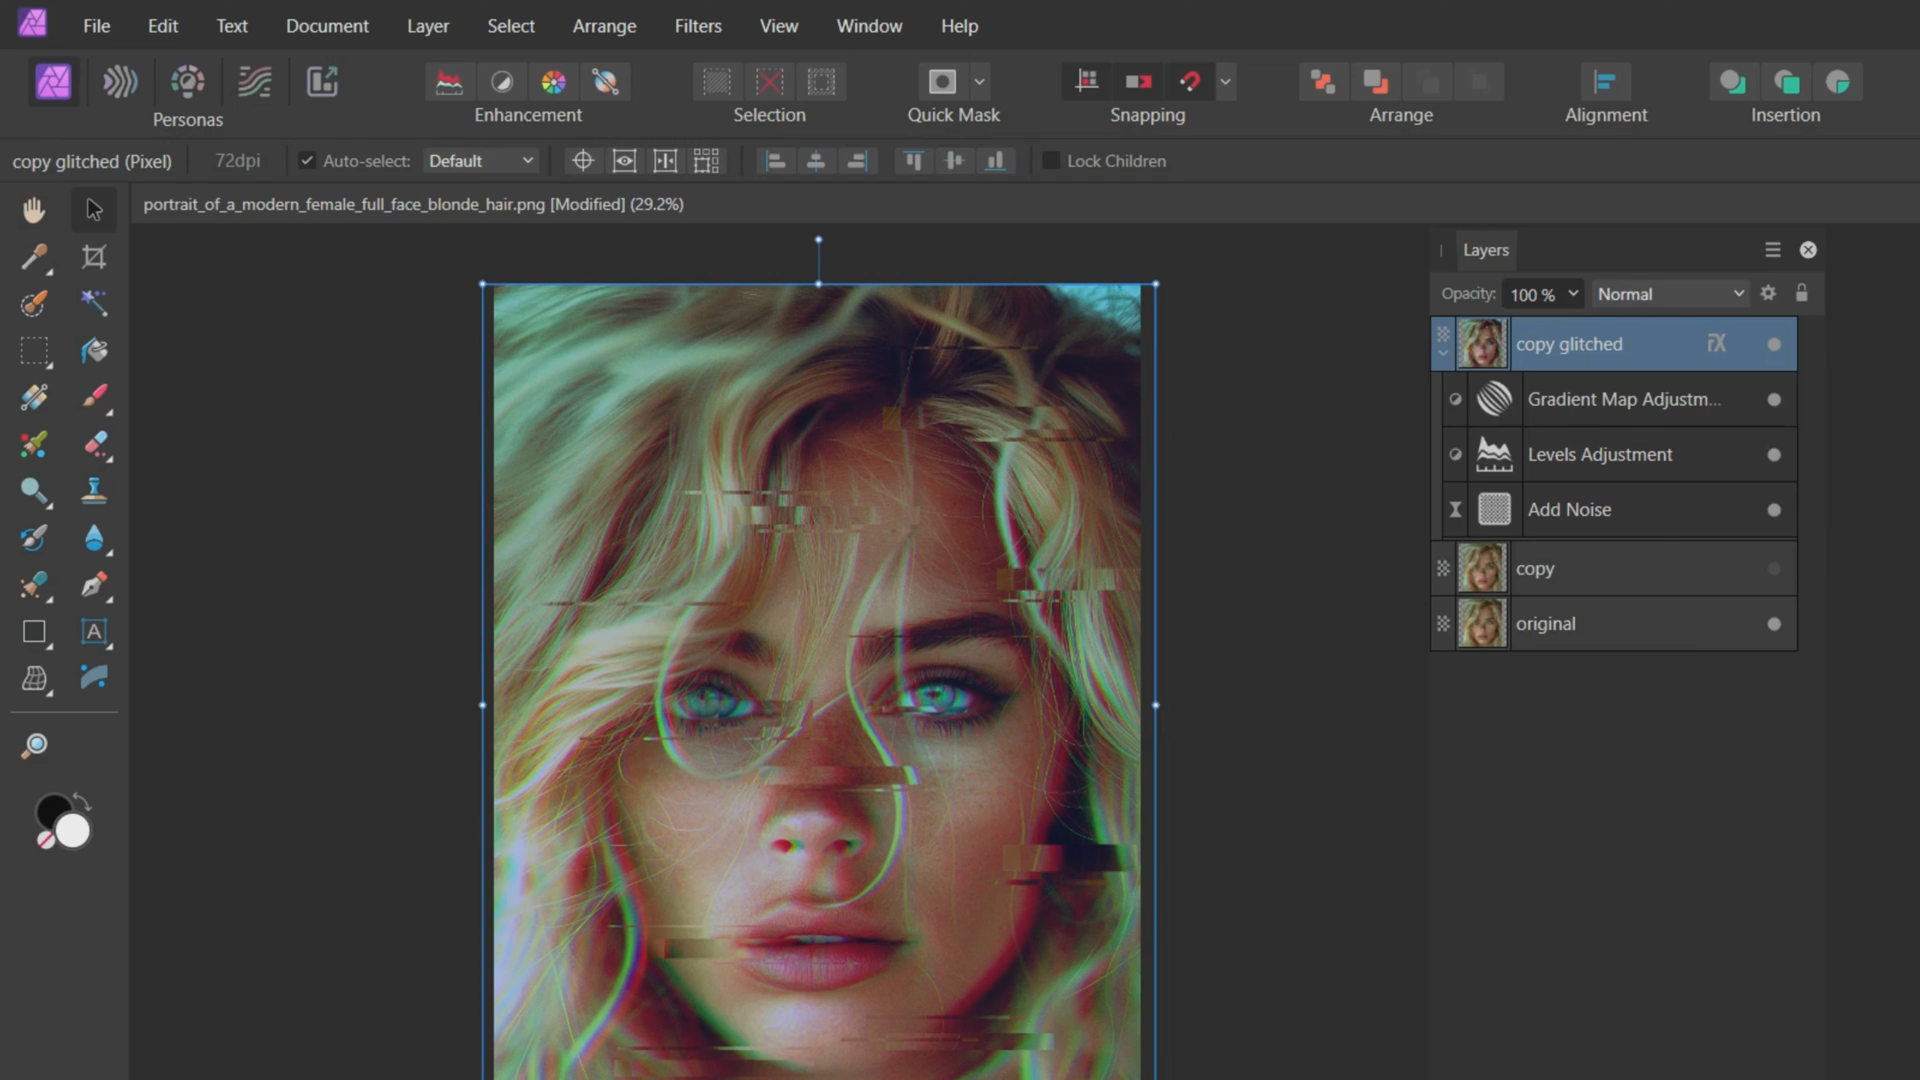 File Edit Text Document Layer Select Arrange Filters View Window Help
Personas Enhancement Selection Quick Mask Snapping Arrange Alignment Insertion
copy glitched (Pixel) 72dpi Auto-select: Default Lock Children
portrait_of_a_modern_female_full_face_blonde_hair.png [Modified] (29.2%)
Layers
Opacity: 100 % Normal
copy glitched
Gradient Map Adjustm...
Levels Adjustment
Add Noise
copy
original